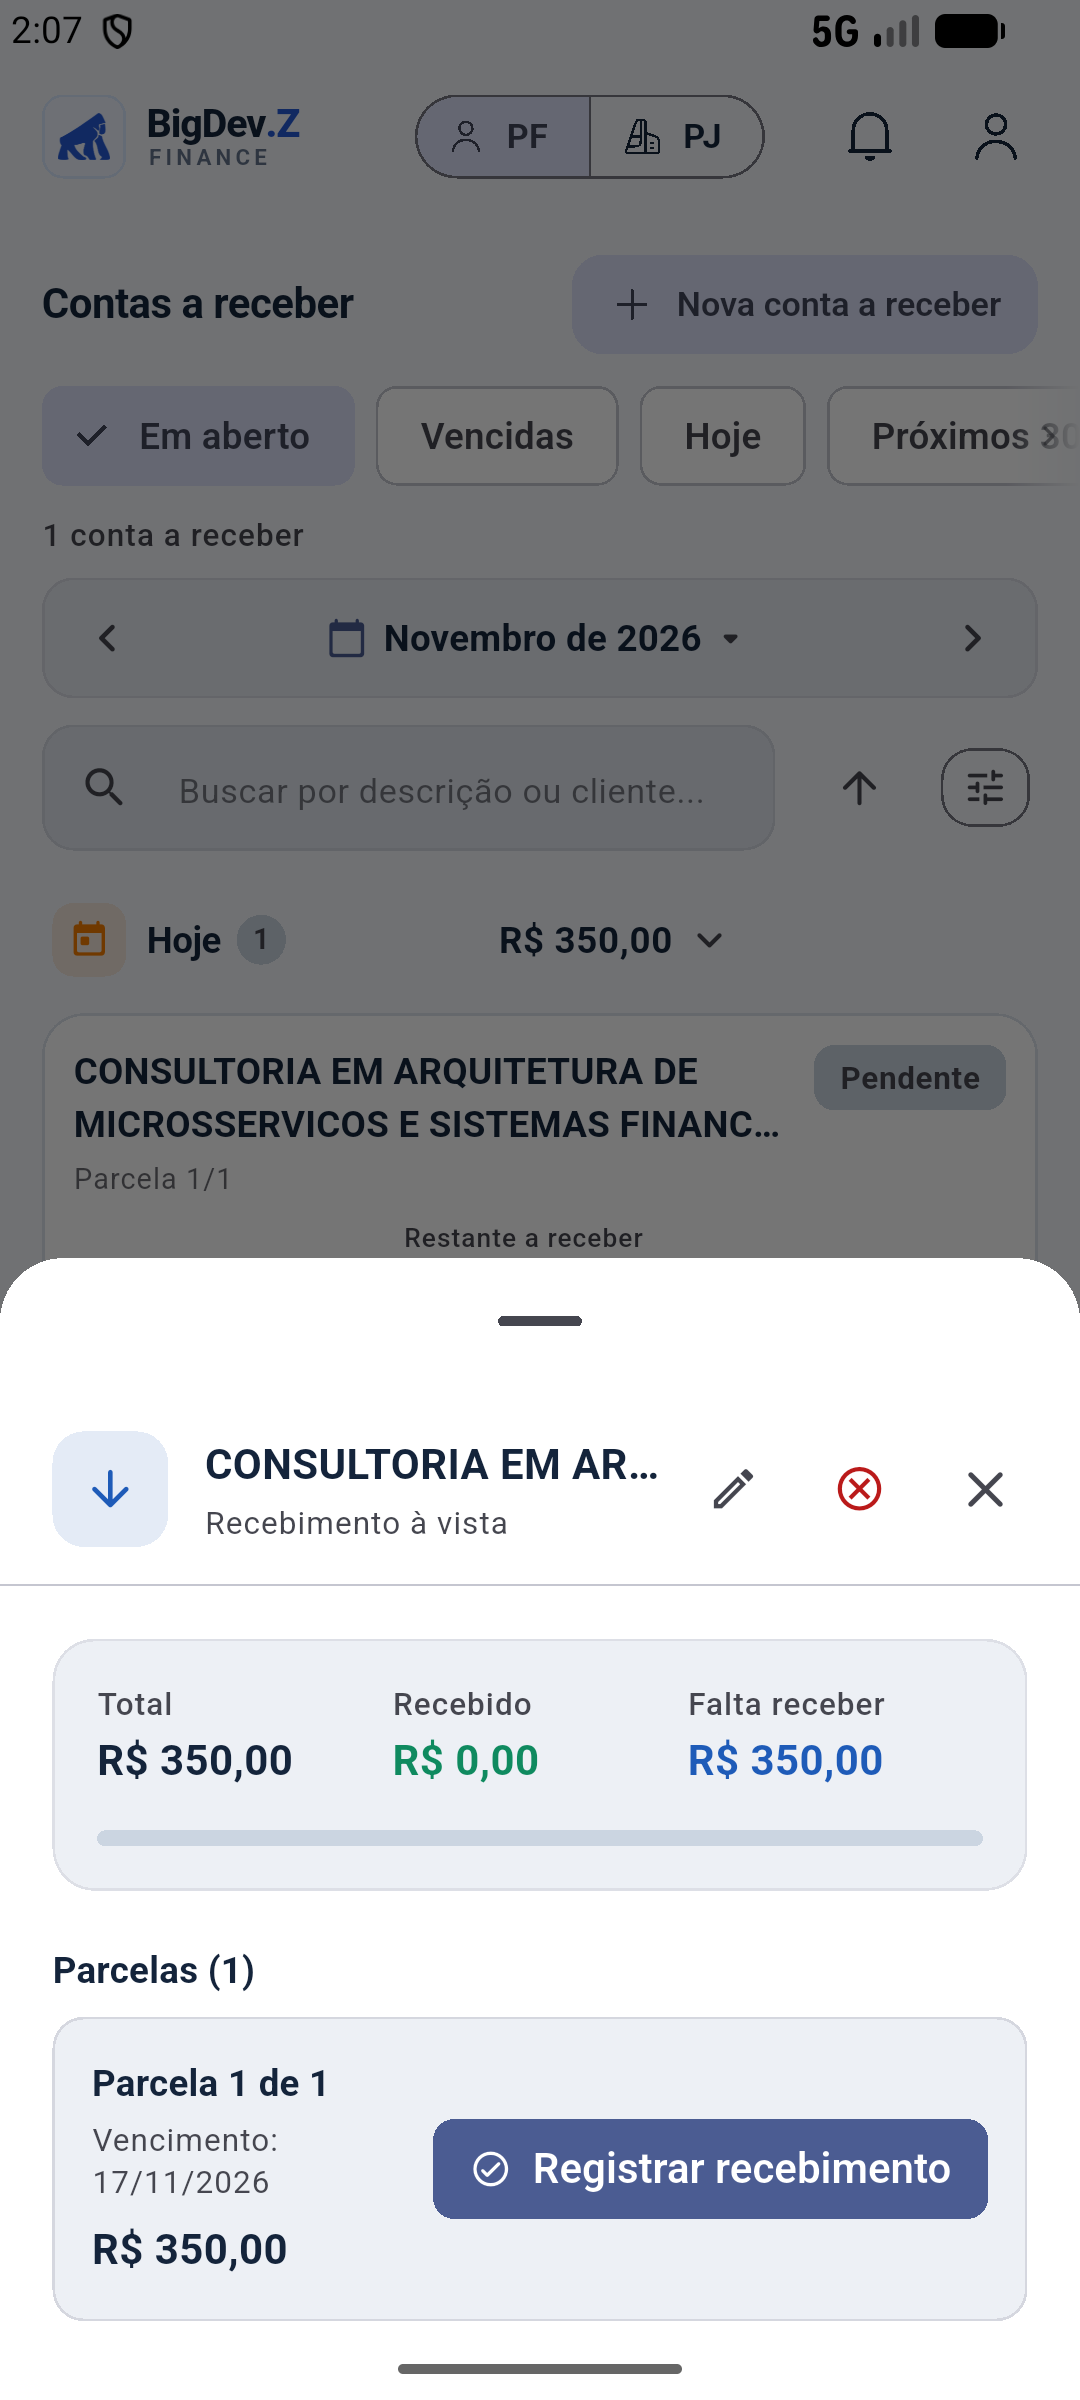 2:07
5G
BigDev.Z
FINANCE
PF
PJ
Contas a receber
Nova conta a receber
Em aberto
Vencidas
Hoje
Próximos 30
1 conta a receber
Novembro de 2026
Buscar por descrição ou cliente...
Hoje
1
R$ 350,00
CONSULTORIA EM ARQUITETURA DE
MICROSSERVICOS E SISTEMAS FINANC...
Pendente
Parcela 1/1
Restante a receber
CONSULTORIA EM AR...
Recebimento à vista
Total
Recebido
Falta receber
R$ 350,00
R$ 0,00
R$ 350,00
Parcelas (1)
Parcela 1 de 1
Vencimento:
17/11/2026
R$ 350,00
Registrar recebimento